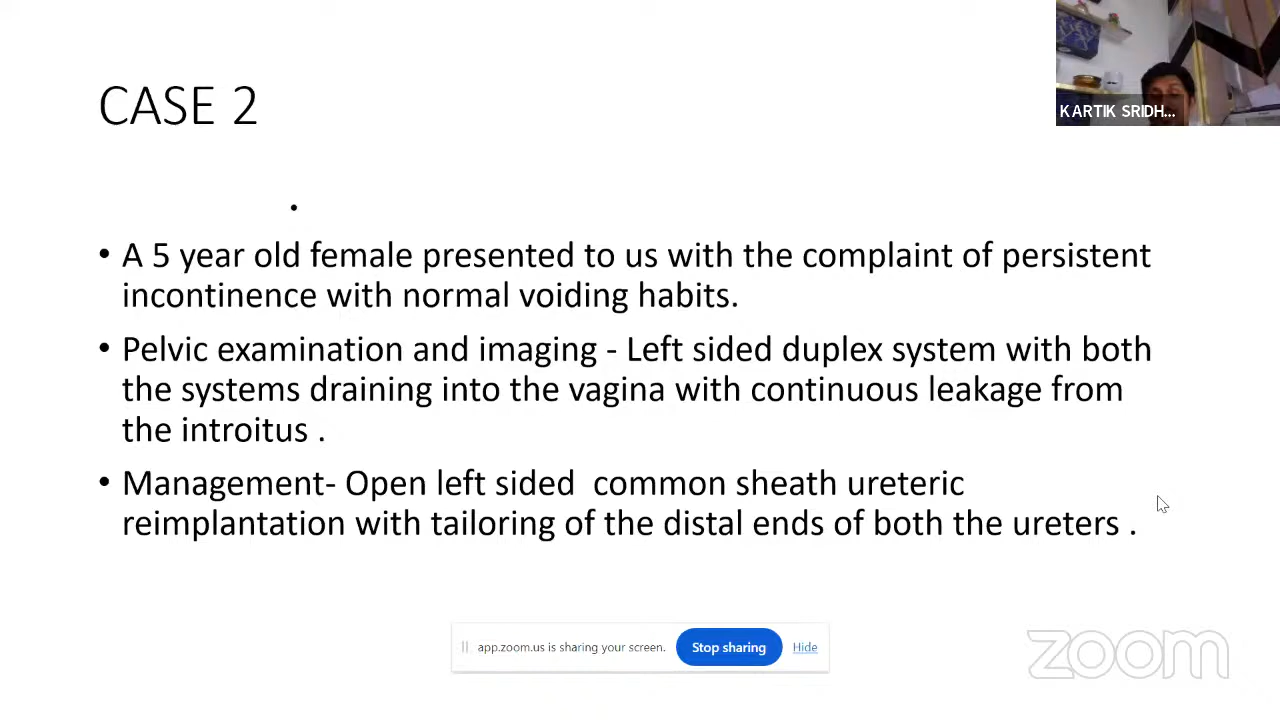 KARTIK SRIDH...
CASE 2
•
• A 5 year old female presented to us with the complaint of persistent
incontinence with normal voiding habits.
• Pelvic examination and imaging - Left sided duplex system with both
the systems draining into the vagina with continuous leakage from
the introitus .
• Management- Open left sided  common sheath ureteric
reimplantation with tailoring of the distal ends of both the ureters .
app.zoom.us is sharing your screen.
Stop sharing
Hide
zoom